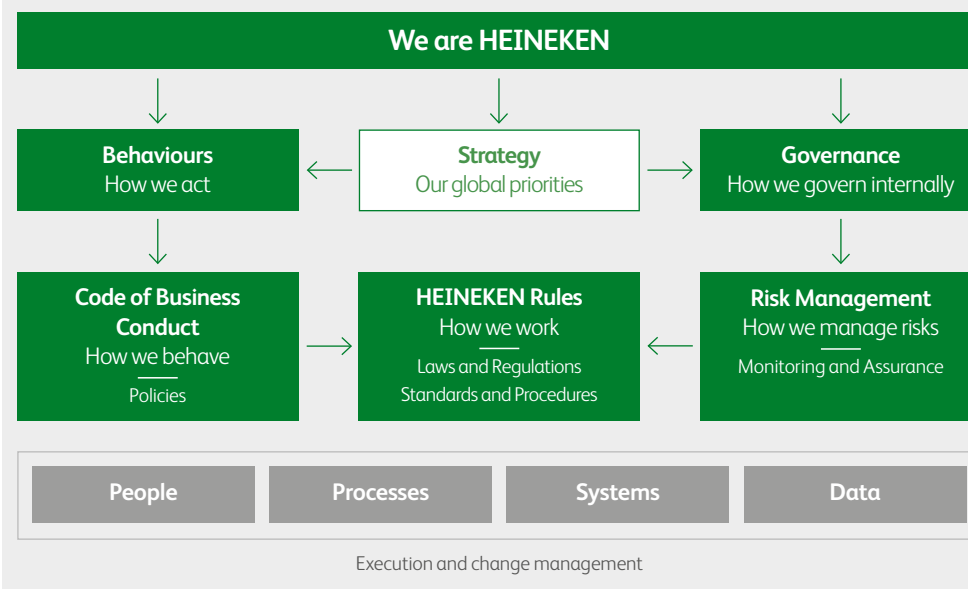 We are HEINEKEN
Behaviours
How we act
Strategy
Our global priorities
Governance
How we govern internally
Code of Business
Conduct
How we behave
Policies
HEINEKEN Rules
How we work
Laws and Regulations
Standards and Procedures
Risk Management
How we manage risks
Monitoring and Assurance
People
Processes
Systems
Data
Execution and change management